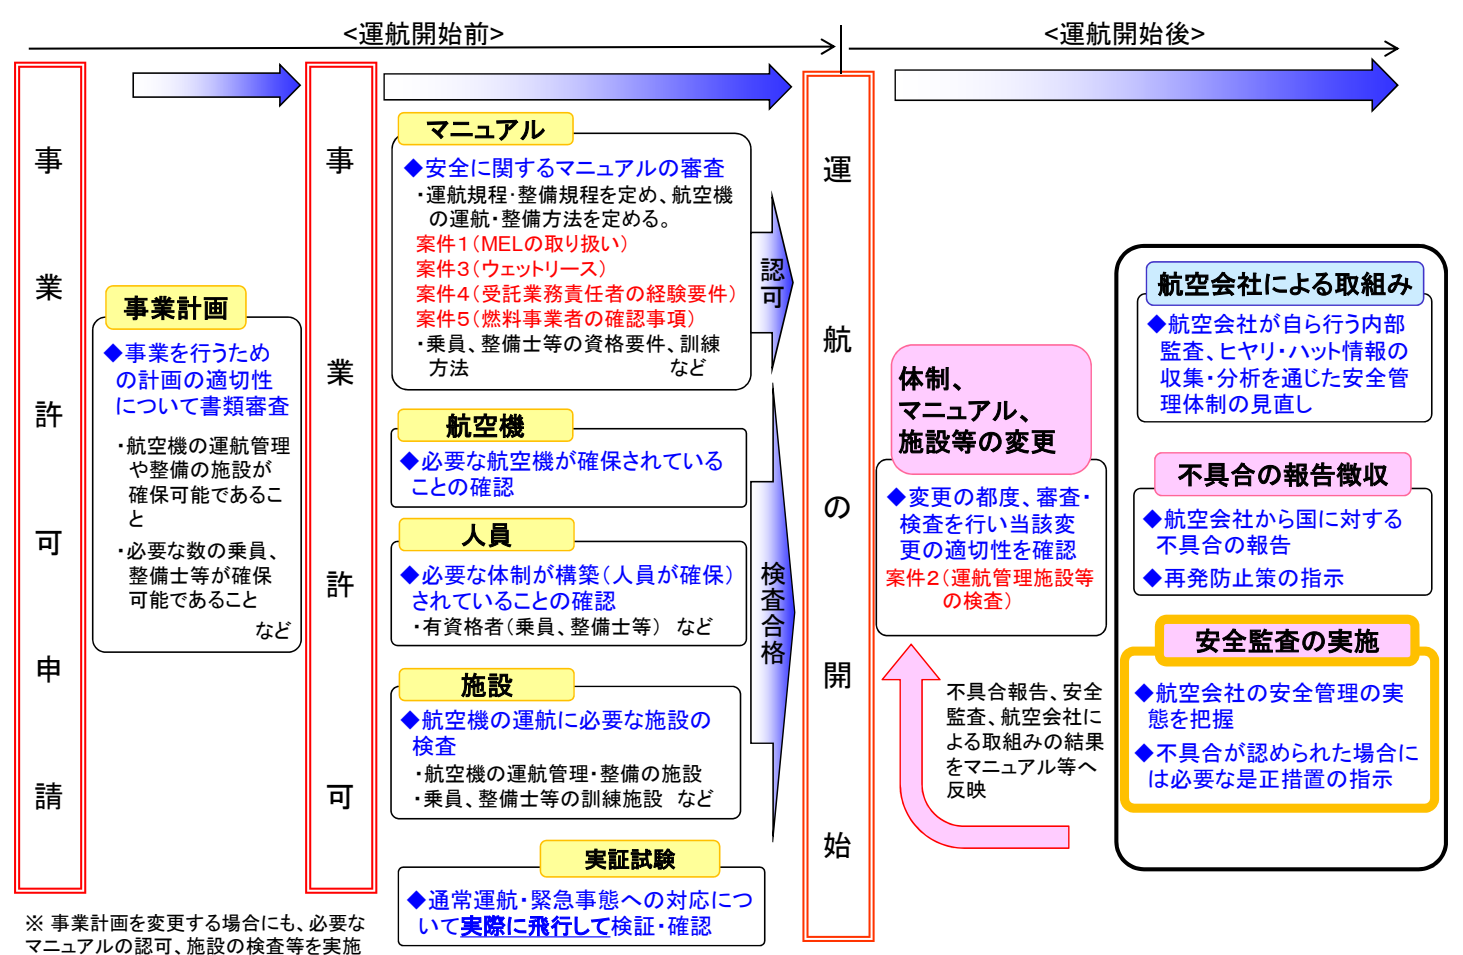 <運航開始前>
<運航開始後>
事業許可申請
事業計画
◆事業を行うため
の計画の適切性
について書類審査
・航空機の運航管理
や整備の施設が
確保可能であるこ
と
・必要な数の乗員、
整備士等が確保
可能であること
など
※ 事業計画を変更する場合にも、必要な
マニュアルの認可、施設の検査等を実施
事業許可
マニュアル
◆安全に関するマニュアルの審査
・運航規程・整備規程を定め、航空機
の運航・整備方法を定める。
案件1(MELの取り扱い)
案件3(ウェットリース)
案件4(受託業務責任者の経験要件)
案件5(燃料事業者の確認事項)
・乗員、整備士等の資格要件、訓練
方法 など
認可
航空機
◆必要な航空機が確保されている
ことの確認
人員
◆必要な体制が構築(人員が確保)
されていることの確認
・有資格者(乗員、整備士等) など
施設
◆航空機の運航に必要な施設の
検査
・航空機の運航管理・整備の施設
・乗員、整備士等の訓練施設 など
検査合格
実証試験
◆通常運航・緊急事態への対応につ
いて実際に飛行して検証・確認
運航の開始
体制、
マニュアル、
施設等の変更
◆変更の都度、審査・
検査を行い当該変
更の適切性を確認
案件2(運航管理施設等
の検査)
不具合報告、安全
監査、航空会社に
よる取組みの結果
をマニュアル等へ
反映
航空会社による取組み
◆航空会社が自ら行う内部
監査、ヒヤリ・ハット情報の
収集・分析を通じた安全管
理体制の見直し
不具合の報告徴収
◆航空会社から国に対する
不具合の報告
◆再発防止策の指示
安全監査の実施
◆航空会社の安全管理の実
態を把握
◆不具合が認められた場合に
は必要な是正措置の指示